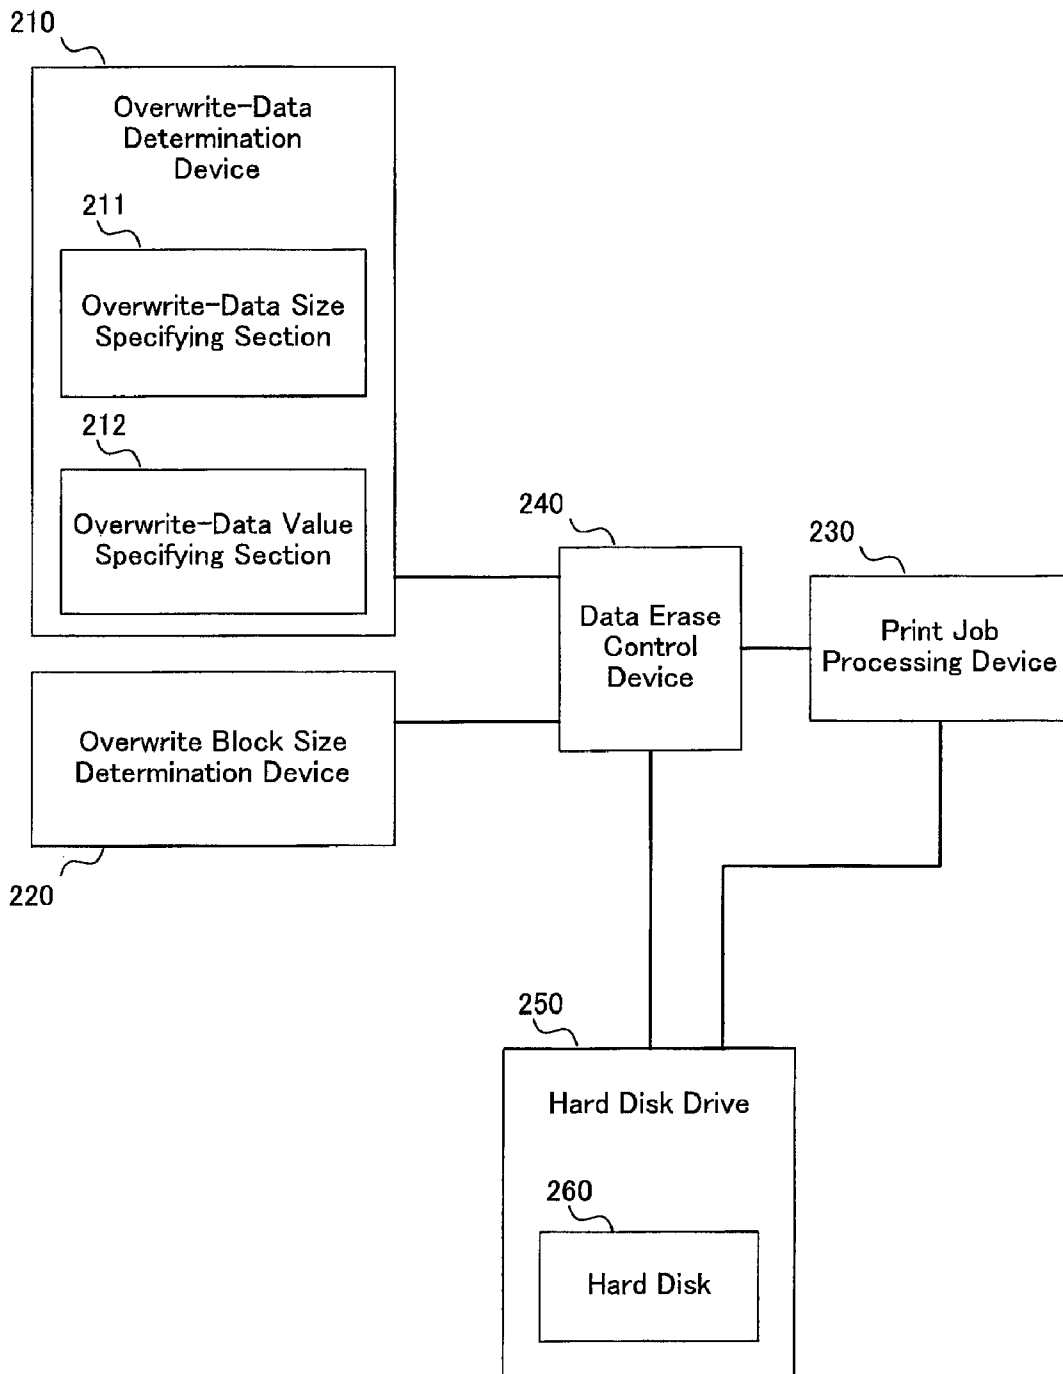 210
Overwrite-Data
Determination
Device
211
Overwrite-Data Size
Specifying Section
212
Overwrite-Data Value
Specifying Section
240
Data Erase
Control
Device
230
Print Job
Processing Device
Overwrite Block Size
Determination Device
220
250
Hard Disk Drive
260
Hard Disk